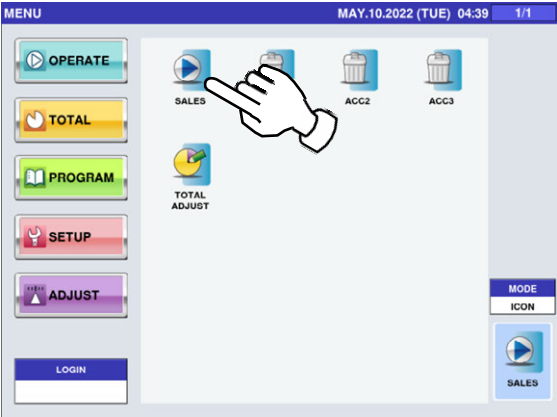 MENU
MAY.10.2022 (TUE) 04:39
1/1
OPERATE
TOTAL
PROGRAM
SETUP
ADJUST
LOGIN
SALES
ACC2
ACC3
TOTAL
ADJUST
MODE
ICON
SALES